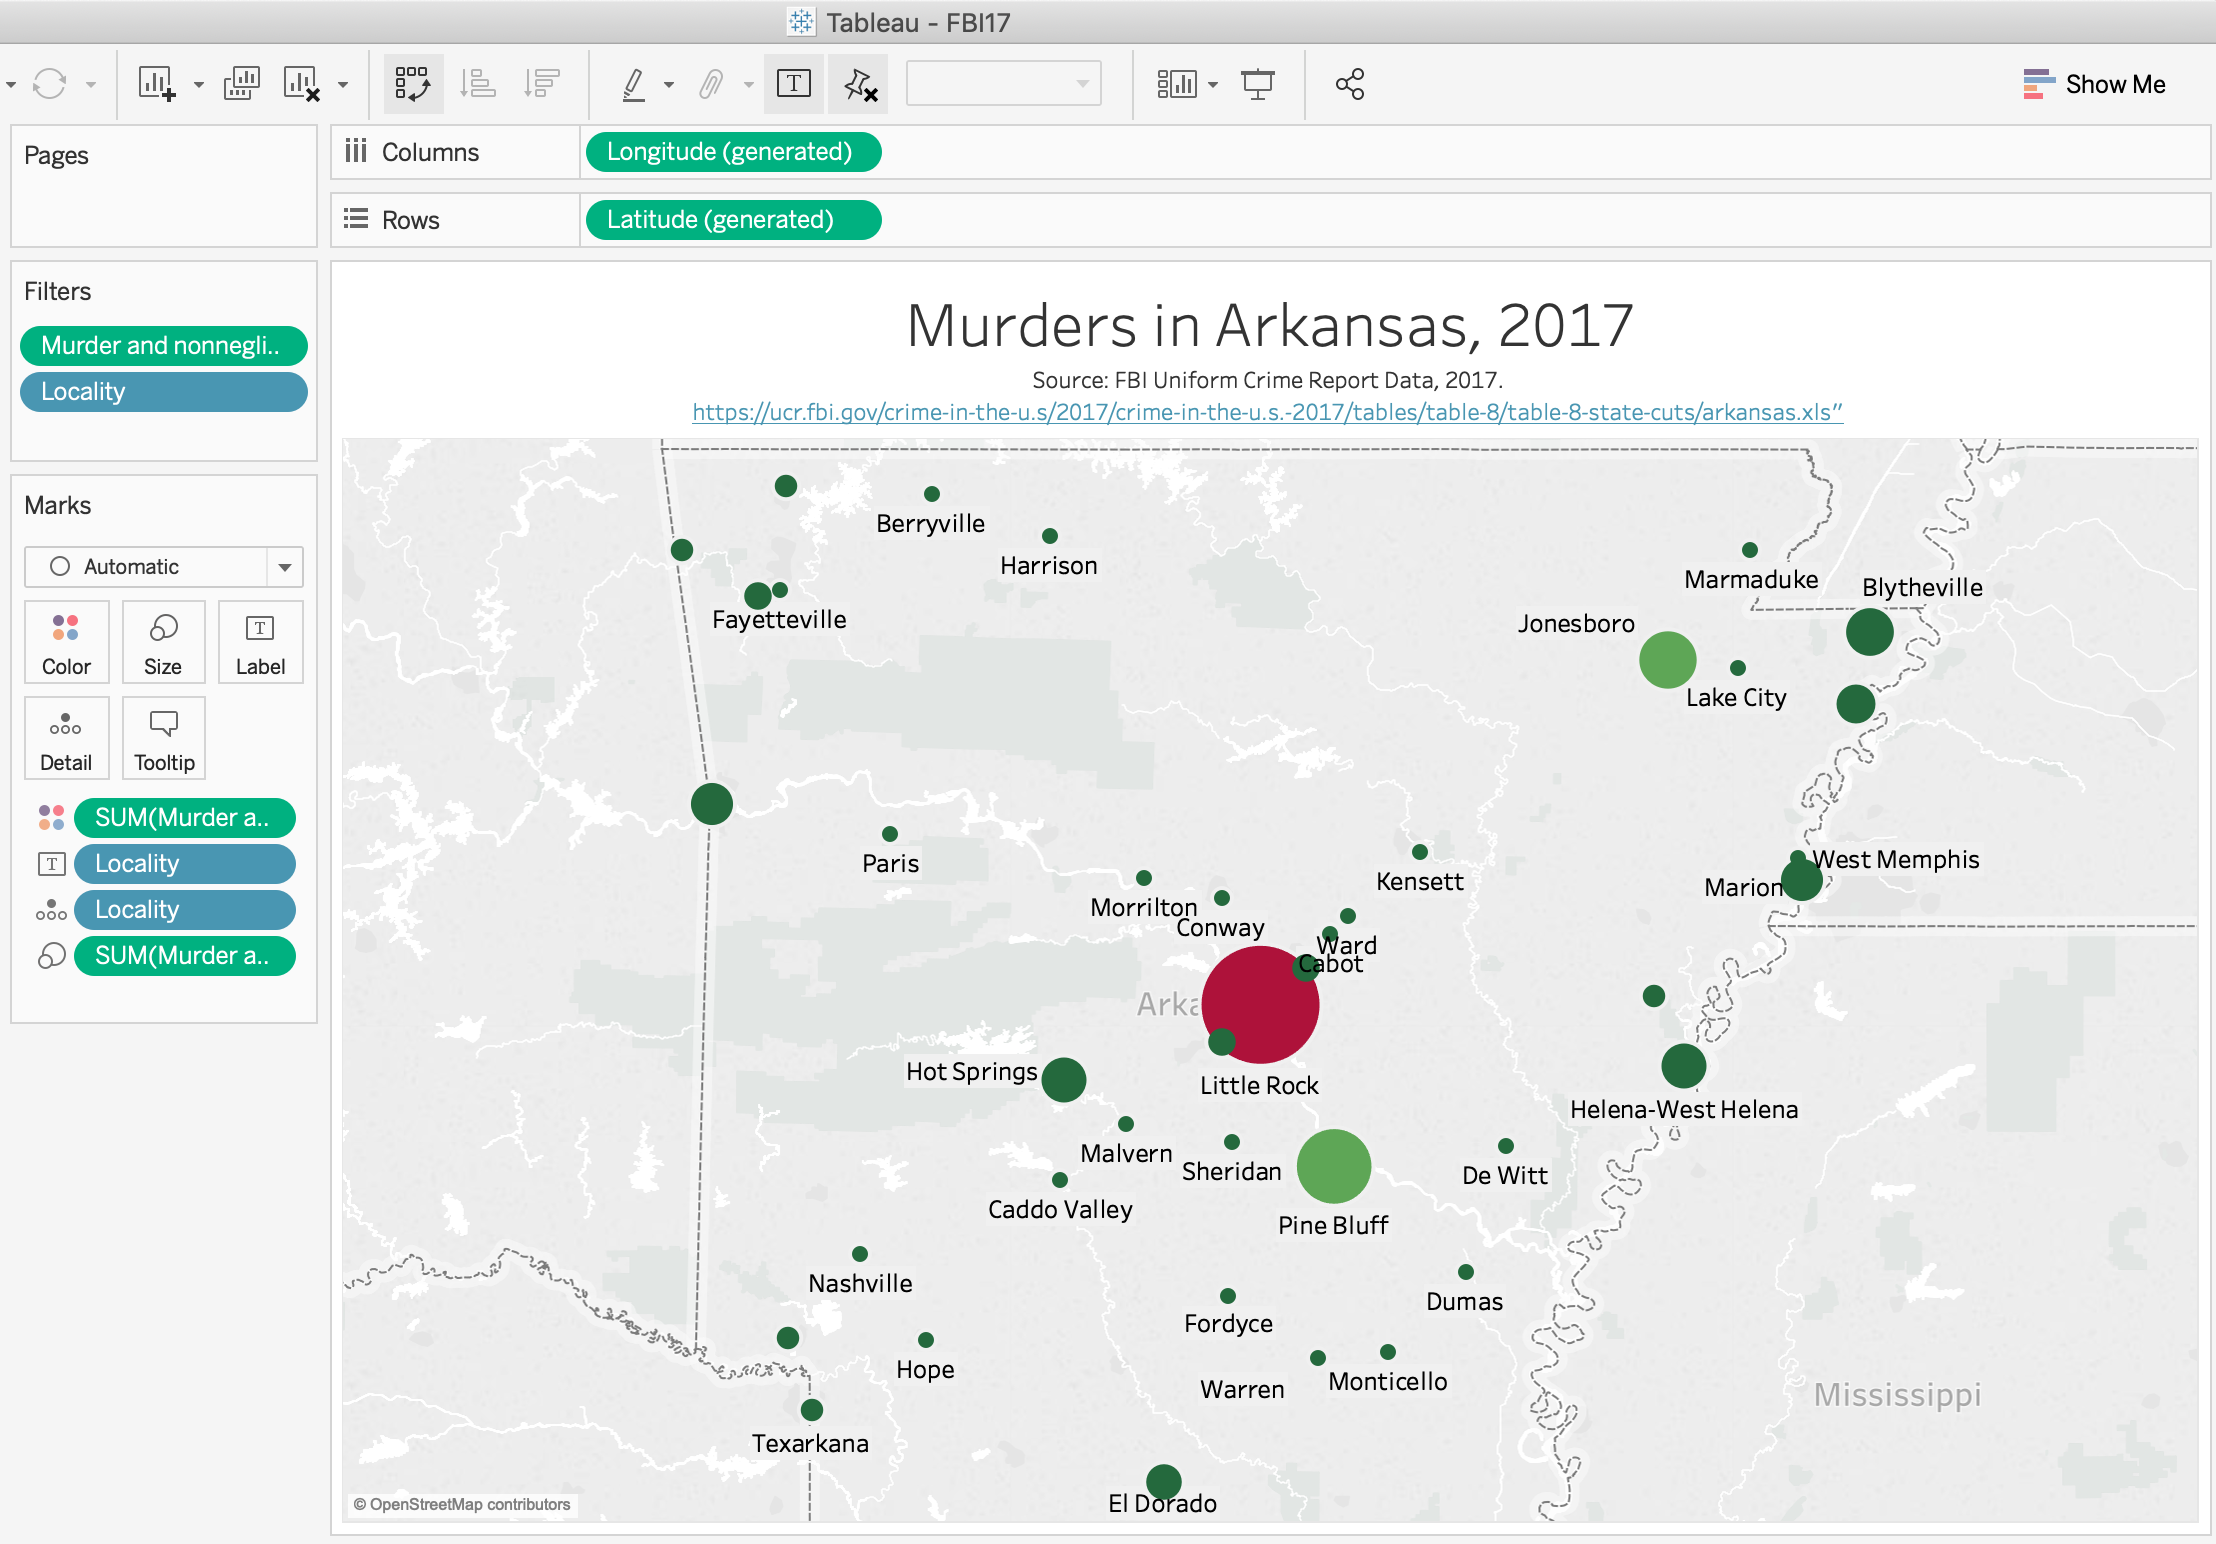 Tableau - FBI17
Show Me
Pages
Columns
Longitude (generated)
Rows
Latitude (generated)
Filters
Murder and nonnegli..
Locality
Marks
Automatic
Color
Size
T
Label
Detail
Tooltip
SUM(Murder a..
T
Locality
Locality
SUM(Murder a..
Murders in Arkansas, 2017
Source: FBI Uniform Crime Report Data, 2017.
https://ucr.fbi.gov/crime-in-the-u.s/2017/crime-in-the-u.s.-2017/tables/table-8/table-8-state-cuts/arkansas.xls”
Berryville
Harrison
Marmaduke
Blytheville
Fayetteville
Jonesboro
Lake City
Paris
West Memphis
Kensett
Marion
Morrilton
Conway
Ward
Cabot
Arka
Hot Springs
Little Rock
Helena-West Helena
Malvern
Sheridan
De Witt
Caddo Valley
Pine Bluff
Nashville
Dumas
Fordyce
Hope
Warren
Monticello
Mississippi
Texarkana
El Dorado
© OpenStreetMap contributors